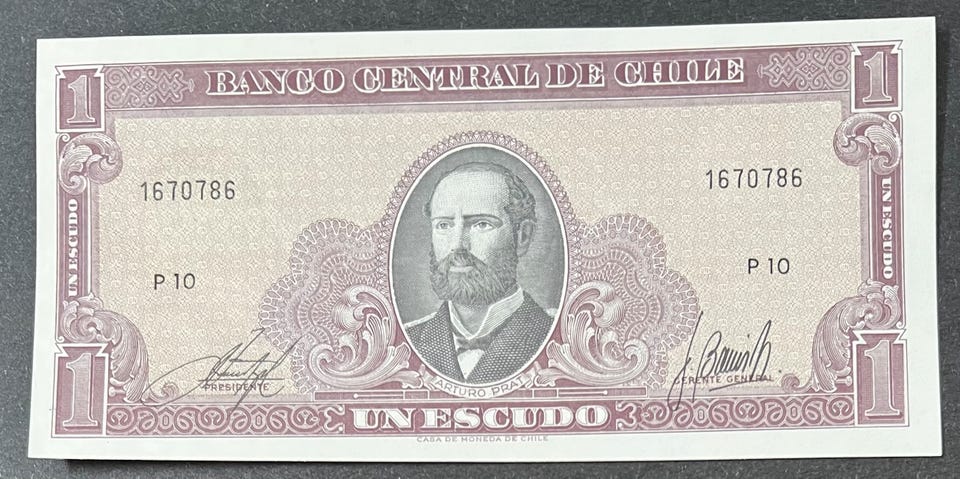 1 BANCO CENTRAL DE CHILE 1
1670786 1670786
UN ESCUDO UN ESCUDO
P 10 P 10
PRESIDENTE GERENTE GENERAL
ARTURO PRAT
1 UN ESCUDO 1
CASA DE MONEDA DE CHILE